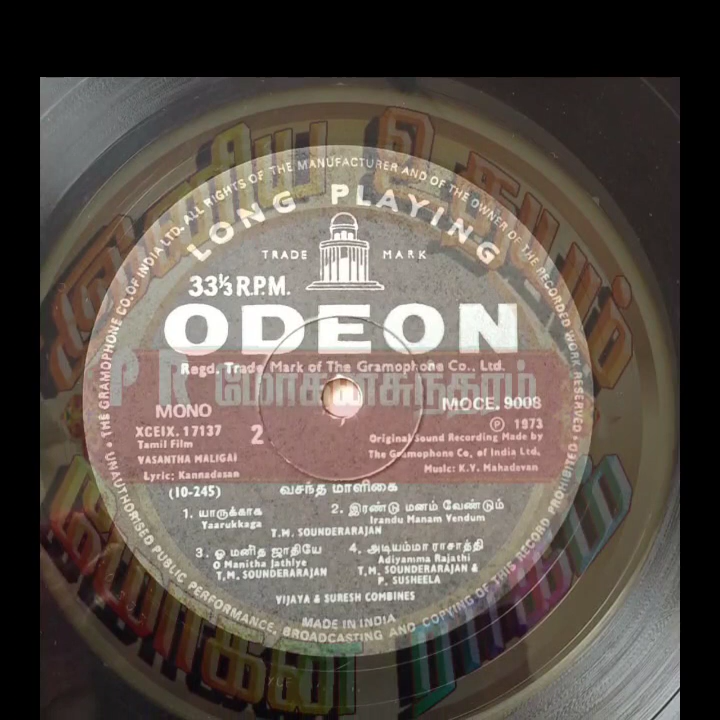 THE GRAMOPHONE CO. OF INDIA LTD. ALL RIGHTS OF THE MANUFACTURER AND OF THE OWNER OF THE RECORDED WORK RESERVED • UNAUTHORISED PUBLIC PERFORMANCE, BROADCASTING AND COPYING OF THIS RECORD PROHIBITED •
LONG PLAYING
TRADE MARK
33⅓ R.P.M.
ODEON
Regd. Trade Mark of The Gramophone Co., Ltd.
P R மோகனசுந்தரம்
MONO
XCEIX. 17137
2
Tamil Film
VASANTHA MALIGAI
Lyric: Kannadasan
(10-245)
MOCE. 9008
Ⓟ 1973
Original Sound Recording Made by
The Gramophone Co. of India Ltd.
Music: K.V. Mahadevan
வசந்த மாளிகை
1. யாருக்காக
Yaarukkaga
2. இரண்டு மனம் வேண்டும்
Irandu Manam Vendum
T.M. SOUNDERARAJAN
3. ஓ மனித ஜாதியே
O Manitha Jathiye
T.M. SOUNDERARAJAN
4. அடியம்மா ராசாத்தி
Adiyamma Rajathi
T.M. SOUNDERARAJAN &
P. SUSHEELA
VIJAYA & SURESH COMBINES
MADE IN INDIA
உதயம்
மோகன ராகம்